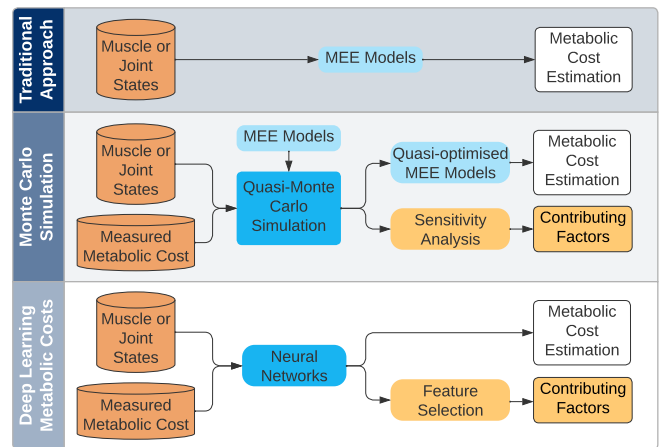 Traditional
Approach
Muscle or
Joint
States
MEE Models
Metabolic
Cost
Estimation
Monte Carlo
Simulation
Muscle or
Joint
States
Measured
Metabolic Cost
MEE Models
Quasi-Monte
Carlo
Simulation
Quasi-optimised
MEE Models
Metabolic
Cost
Estimation
Sensitivity
Analysis
Contributing
Factors
Deep Learning
Metabolic Costs
Muscle or
Joint
States
Measured
Metabolic Cost
Neural
Networks
Metabolic
Cost
Estimation
Feature
Selection
Contributing
Factors